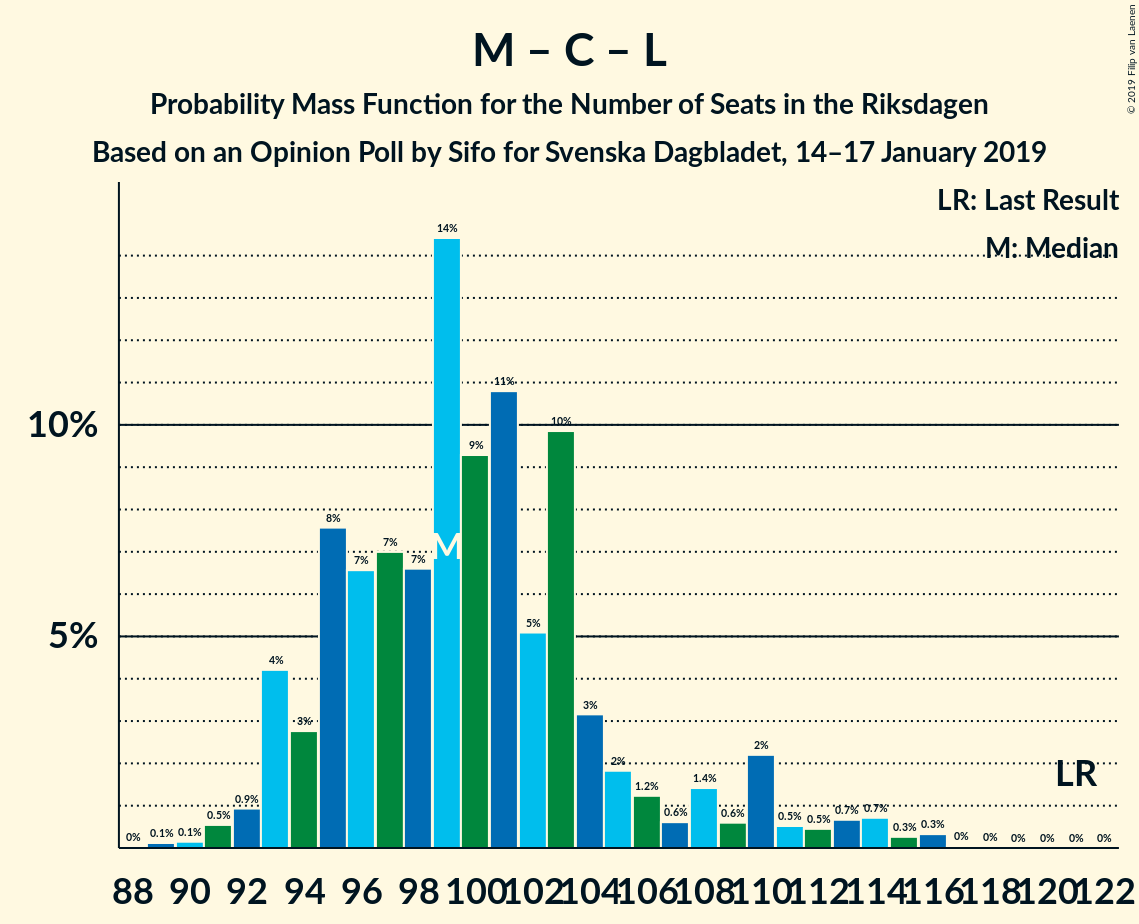 M – C – L
Probability Mass Function for the Number of Seats in the Riksdagen
Based on an Opinion Poll by Sifo for Svenska Dagbladet, 14–17 January 2019
© 2019 Filip van Laenen
LR: Last Result
M: Median
10%
5%
0% 0.1% 0.1% 0.5% 0.9% 4% 3% 8% 7% 7% 7% 14% 9% 11% 5% 10% 3% 2% 1.2% 0.6% 1.4% 0.6% 2% 0.5% 0.5% 0.7% 0.7% 0.3% 0.3% 0% 0% 0% 0% 0% 0%
M
LR
88 90 92 94 96 98 100 102 104 106 108 110 112 114 116 118 120 122